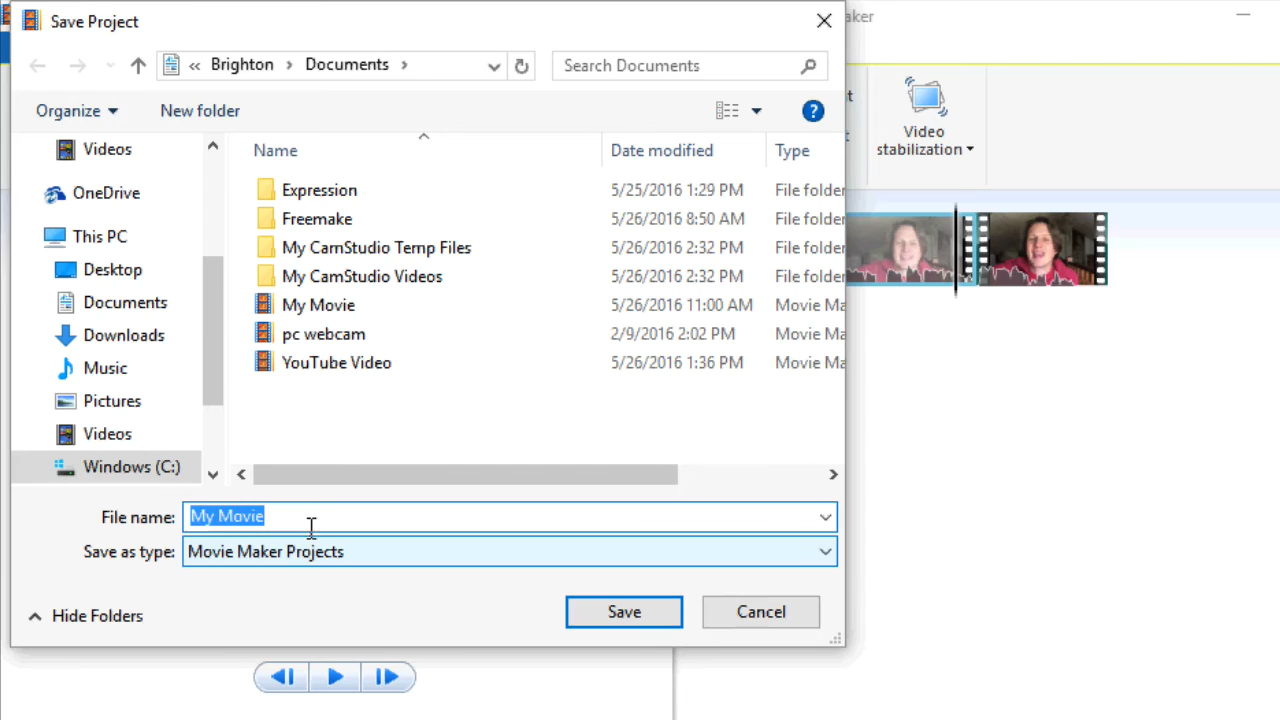 Save Project
aker
« Brighton > Documents >
Search Documents
Organize
New folder
?
t
t
Video
stabilization
Videos
OneDrive
This PC
Desktop
Documents
Downloads
Music
Pictures
Videos
Windows (C:)
Name Date modified Type
Expression 5/25/2016 1:29 PM File folder
Freemake 5/26/2016 8:50 AM File folder
My CamStudio Temp Files 5/26/2016 2:32 PM File folder
My CamStudio Videos 5/26/2016 2:32 PM File folder
My Movie 5/26/2016 11:00 AM Movie Ma
pc webcam 2/9/2016 2:02 PM Movie Ma
YouTube Video 5/26/2016 1:36 PM Movie Ma
File name: My Movie
Save as type: Movie Maker Projects
Hide Folders
Save
Cancel